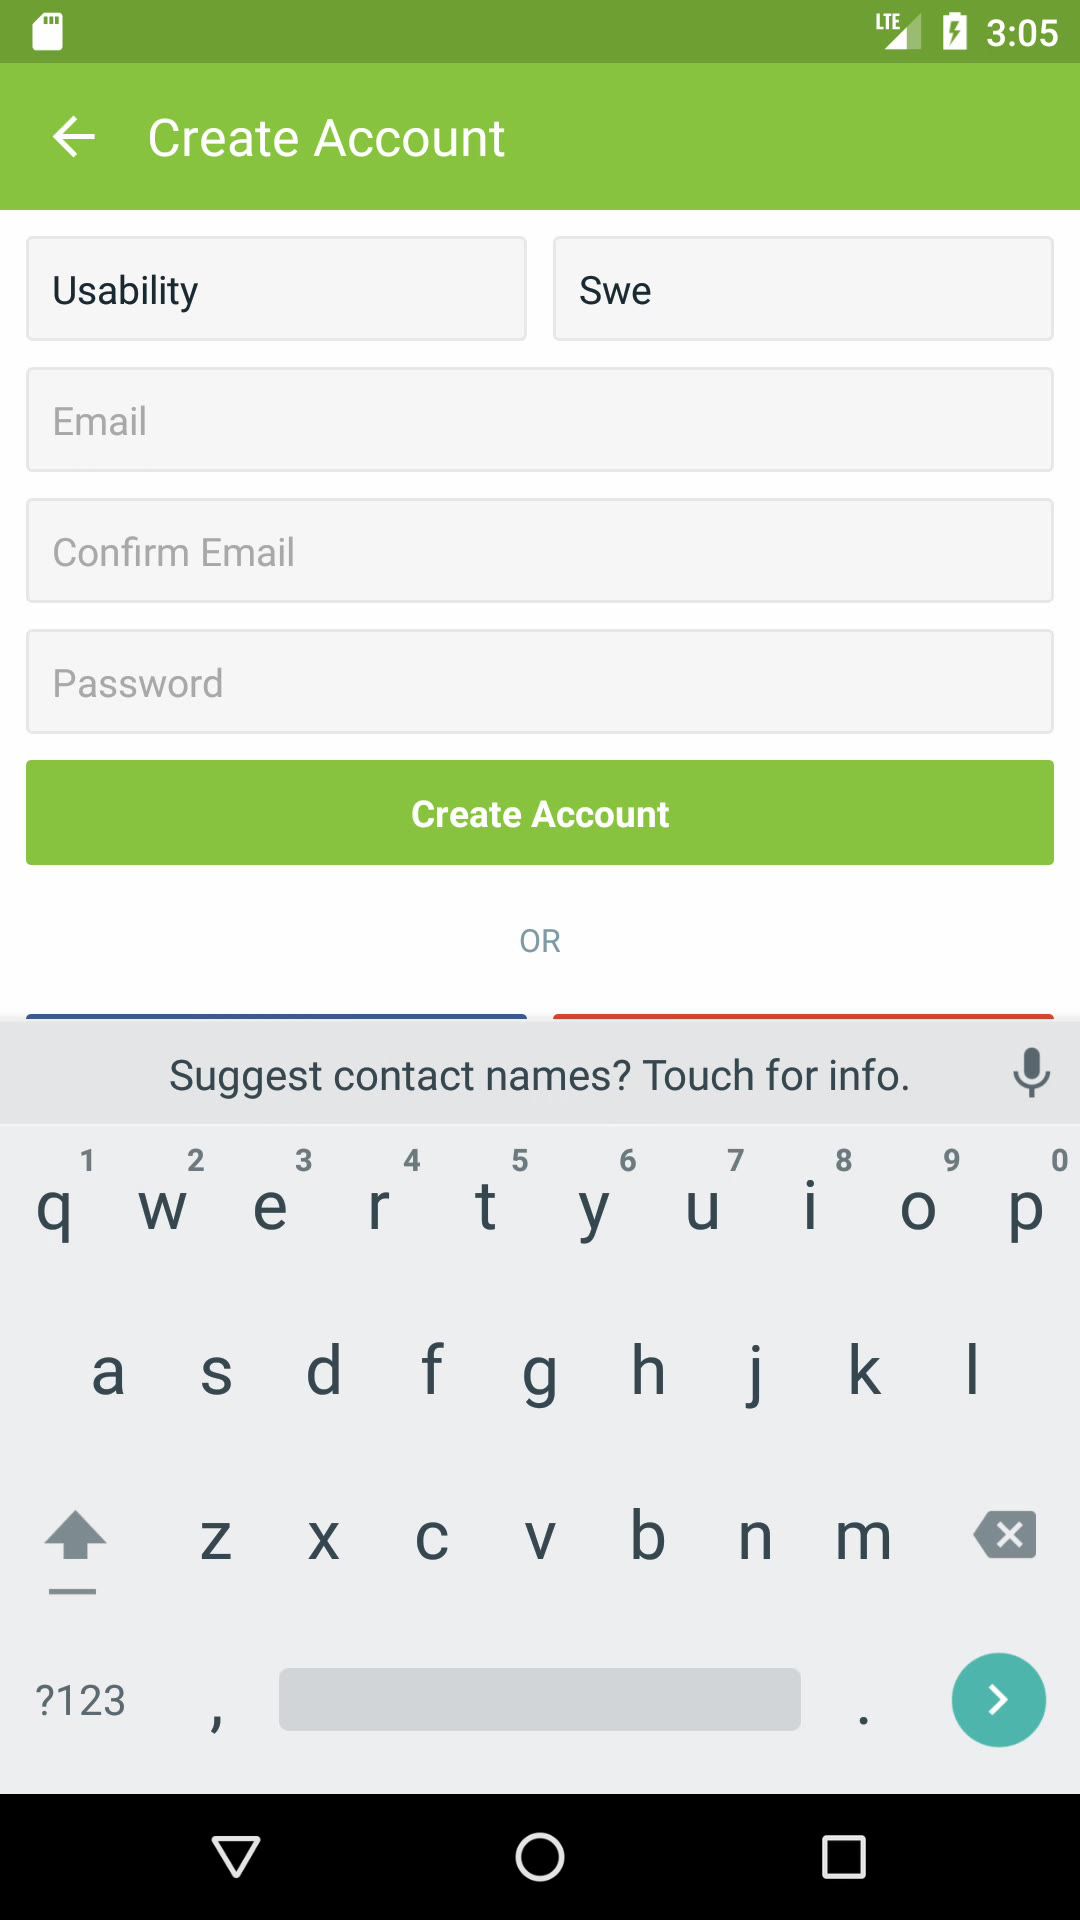 LTE 3:05
Create Account
Usability Swe
Email
Confirm Email
Password
Create Account
OR
Suggest contact names? Touch for info.
1 2 3 4 5 6 7 8 9 0
q w e r t y u i o p
a s d f g h j k l
z x c v b n m
?123 , .